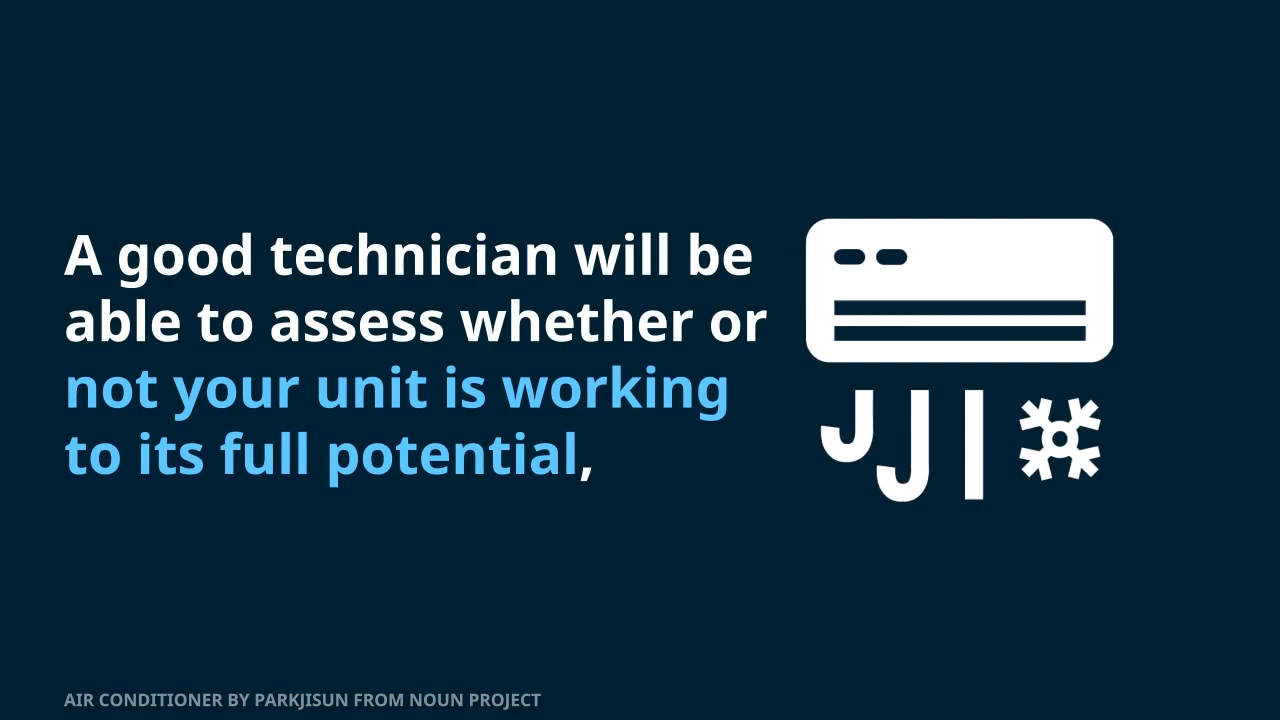 A good technician will be
able to assess whether or
not your unit is working
to its full potential,
AIR CONDITIONER BY PARKJISUN FROM NOUN PROJECT